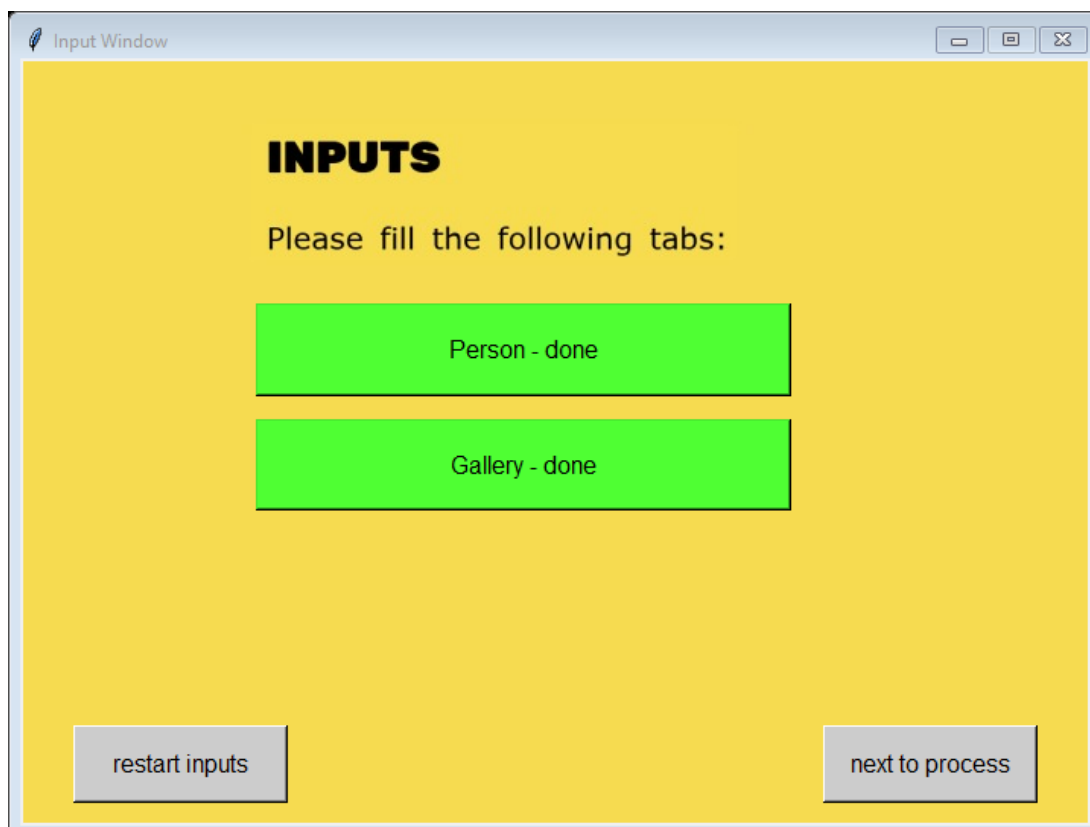 Input Window
INPUTS
Please fill the following tabs:
Person - done
Gallery - done
restart inputs
next to process